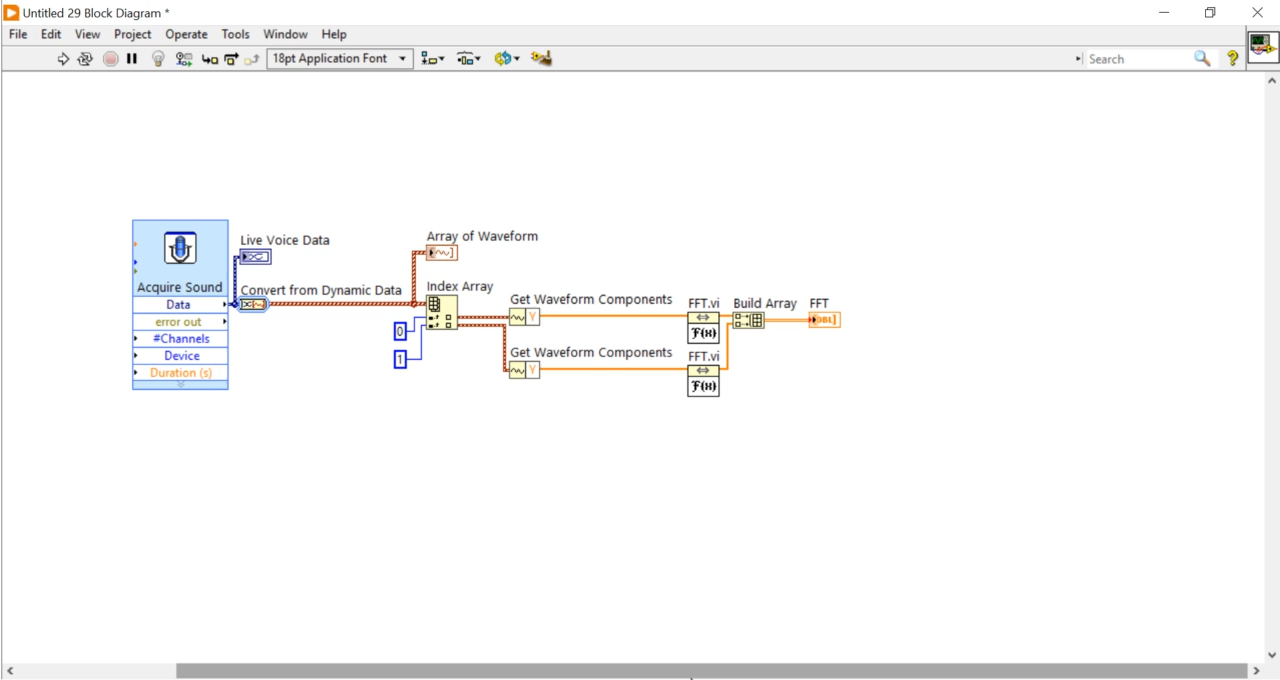 Untitled 29 Block Diagram *
File Edit View Project Operate Tools Window Help
18pt Application Font
Search
?
Live Voice Data
Array of Waveform
Acquire Sound
Convert from Dynamic Data
Index Array
Data
error out
#Channels
Device
Duration (s)
0
1
Get Waveform Components
FFT.vi
Build Array
FFT
Y
DBL]
F(x)
Get Waveform Components
FFT.vi
Y
F(x)